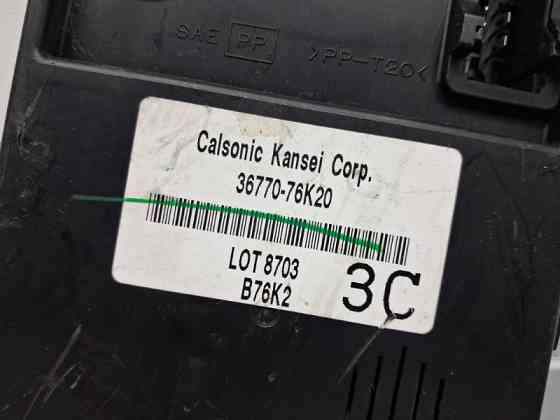 SAE PP >PP-T20<
Calsonic Kansei Corp.
36770-76K20
LOT 8703
B76K2
3C